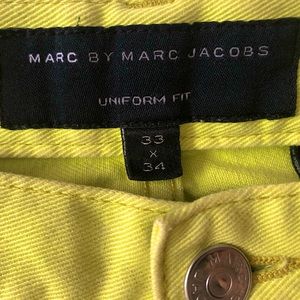 MARC BY MARC JACOBS
UNIFORM FIT
33
X
34